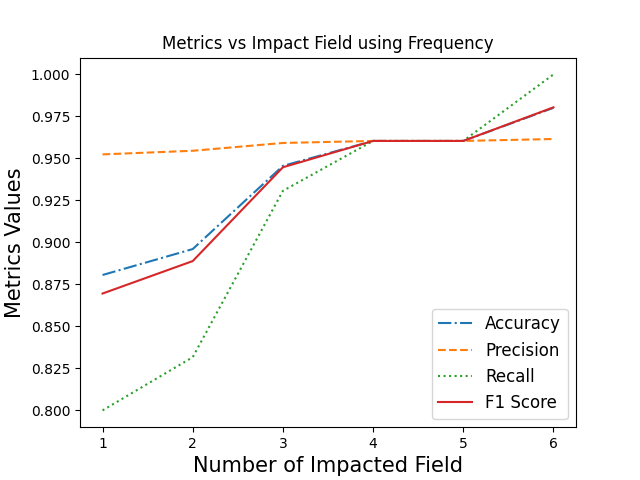 Metrics vs Impact Field using Frequency
Metrics Values
1.000
0.975
0.950
0.925
0.900
0.875
0.850
0.825
0.800
Accuracy
Precision
Recall
F1 Score
1 2 3 4 5 6
Number of Impacted Field